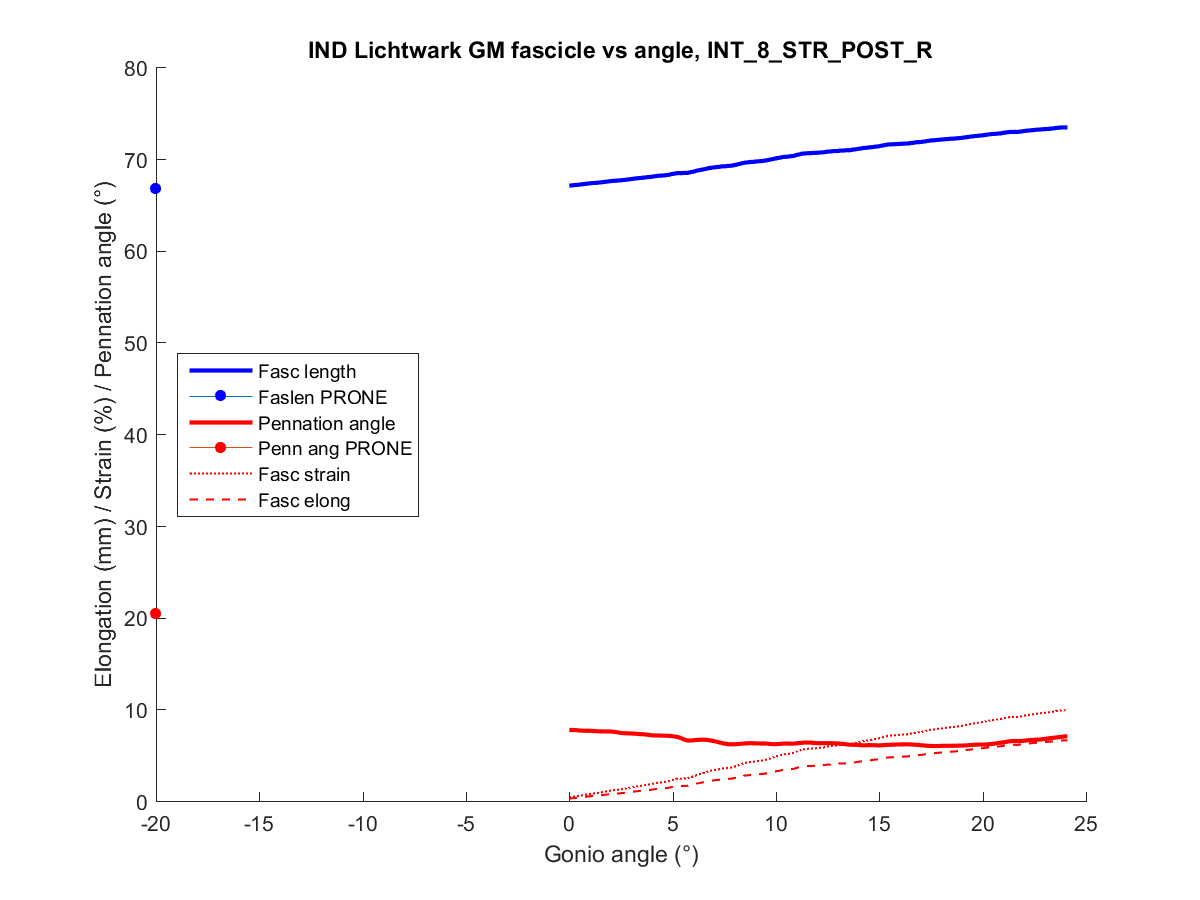 IND Lichtwark GM fascicle vs angle, INT_8_STR_POST_R
Elongation (mm) / Strain (%) / Pennation angle (°)
80
70
60
50
40
30
20
10
0
Fasc length
Faslen PRONE
Pennation angle
Penn ang PRONE
Fasc strain
Fasc elong
-20 -15 -10 -5 0 5 10 15 20 25
Gonio angle (°)